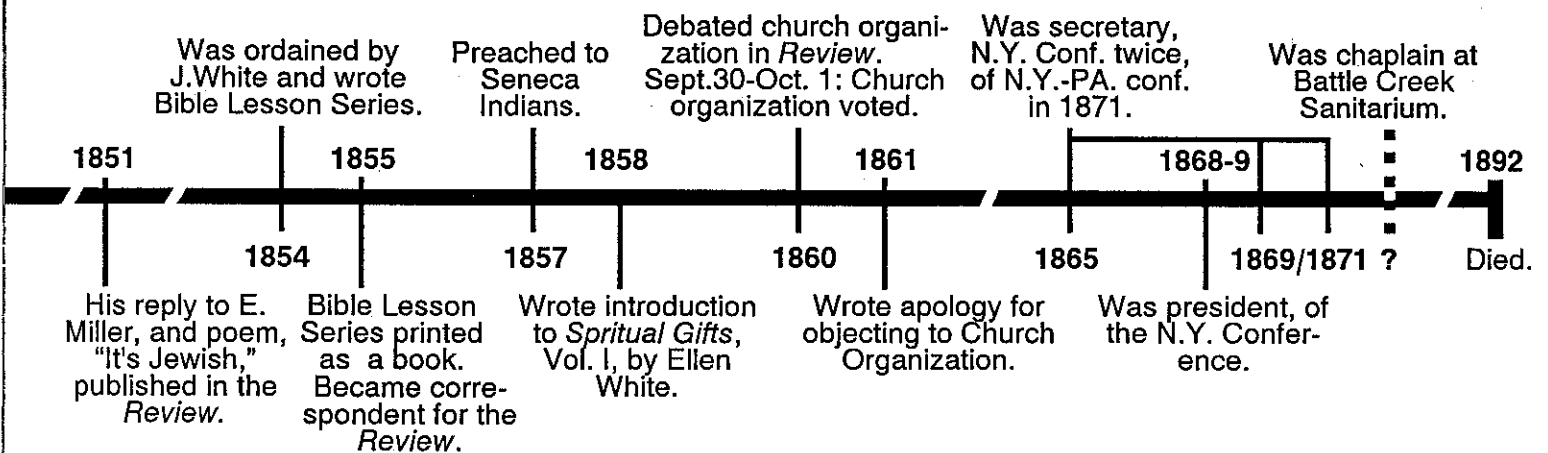 Was ordained by
J.White and wrote
Bible Lesson Series.
Preached to
Seneca
Indians.
Debated church organi-
zation in Review.
Sept.30-Oct. 1: Church
organization voted.
Was secretary,
N.Y. Conf. twice,
of N.Y.-PA. conf.
in 1871.
Was chaplain at
Battle Creek
Sanitarium.
1851
1855
1858
1861
1868-9
1892
1854
1857
1860
1865
1869/1871
?
Died.
His reply to E.
Miller, and poem,
"It's Jewish,"
published in the
Review.
Bible Lesson
Series printed
as a book.
Became corre-
spondent for the
Review.
Wrote introduction
to Spritual Gifts,
Vol. I, by Ellen
White.
Wrote apology for
objecting to Church
Organization.
Was president, of
the N.Y. Confer-
ence.